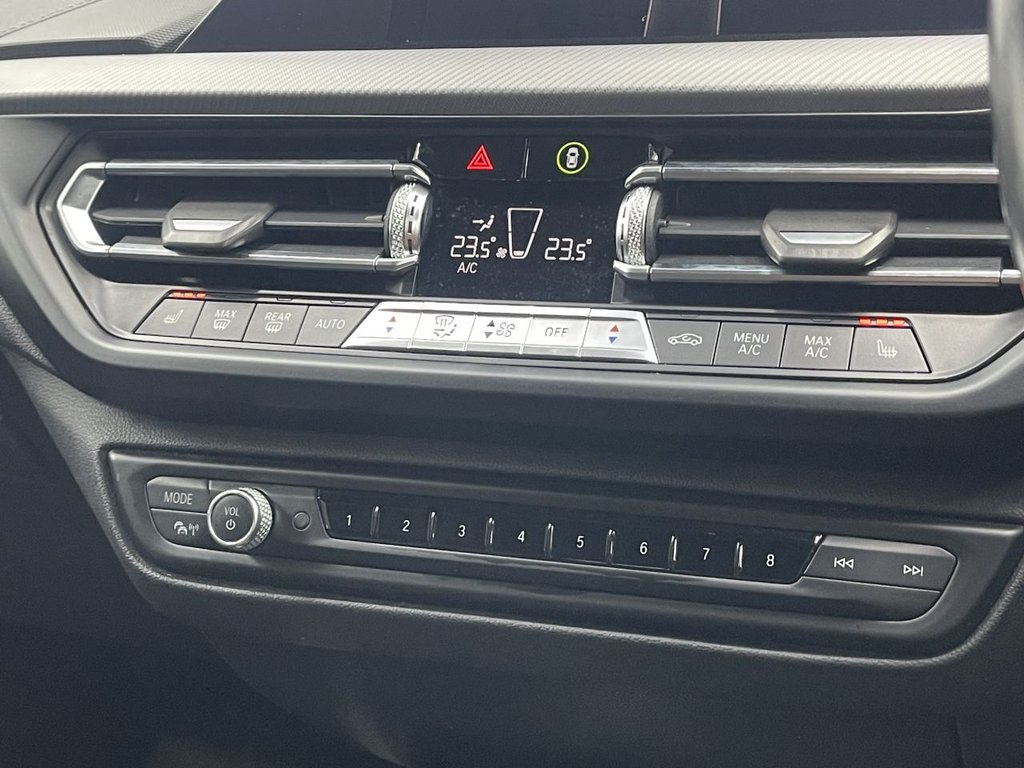 23.5° 23.5°
A/C
MAX REAR AUTO OFF MENU A/C MAX A/C
MODE VOL
1 2 3 4 5 6 7 8